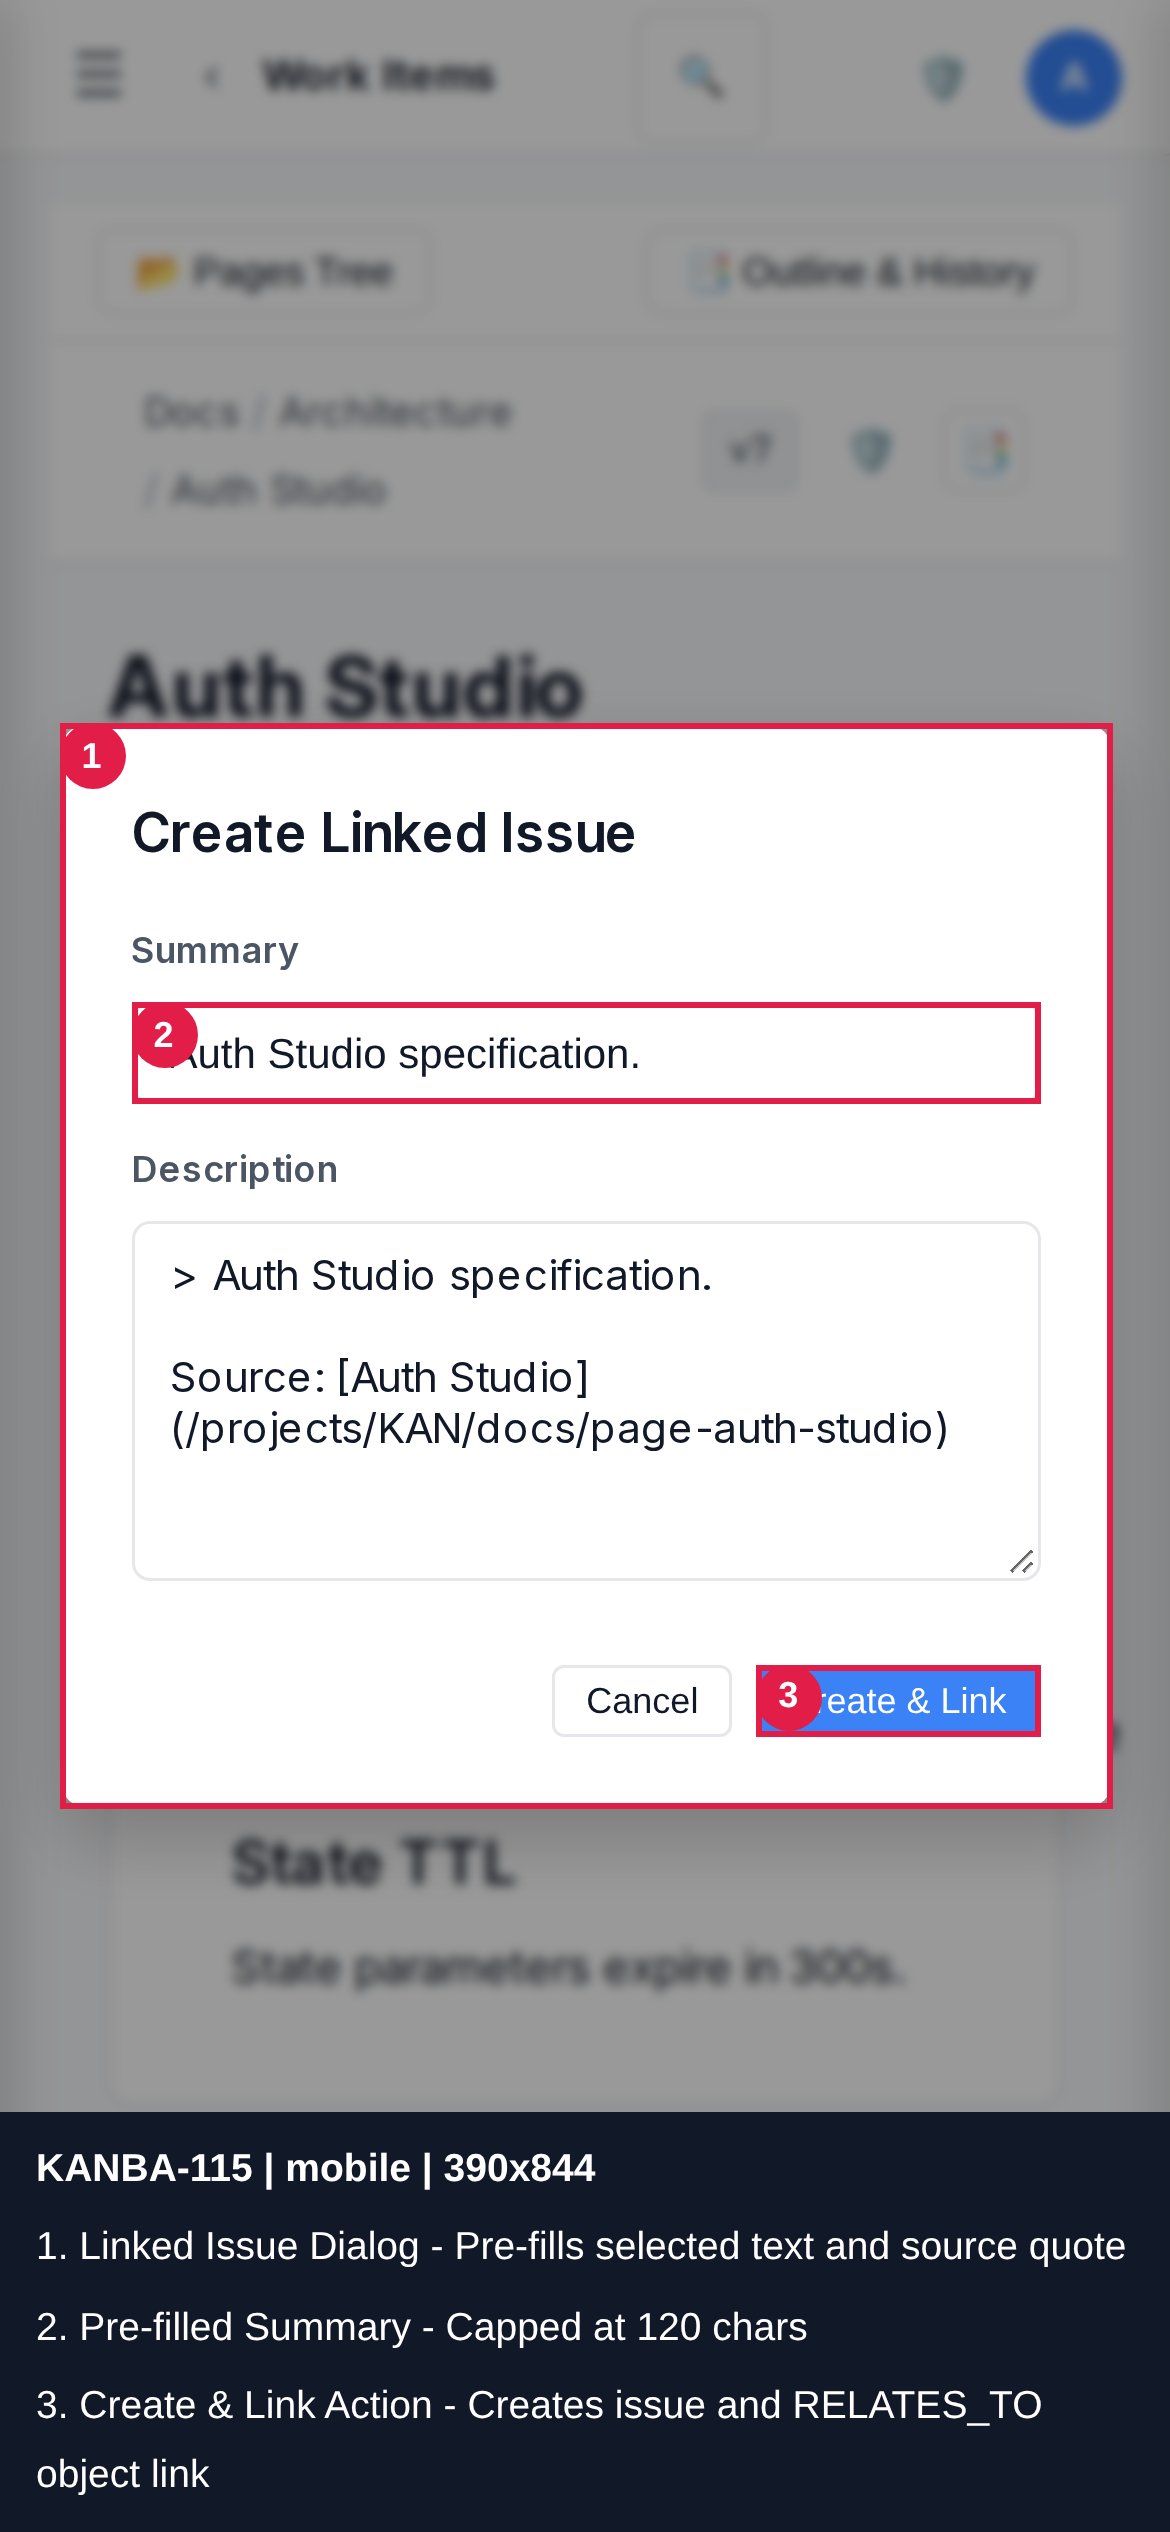 Work Items
A
Pages Tree
Outline & History
Docs / Architecture
/ Auth Studio
v7
Auth Studio
1
Create Linked Issue
Summary
2
Auth Studio specification.
Description
> Auth Studio specification.
Source: [Auth Studio]
(/projects/KAN/docs/page-auth-studio)
Cancel
3
Create & Link
State TTL
State parameters expire in 300s.
KANBA-115 | mobile | 390x844
1. Linked Issue Dialog - Pre-fills selected text and source quote
2. Pre-filled Summary - Capped at 120 chars
3. Create & Link Action - Creates issue and RELATES_TO
object link